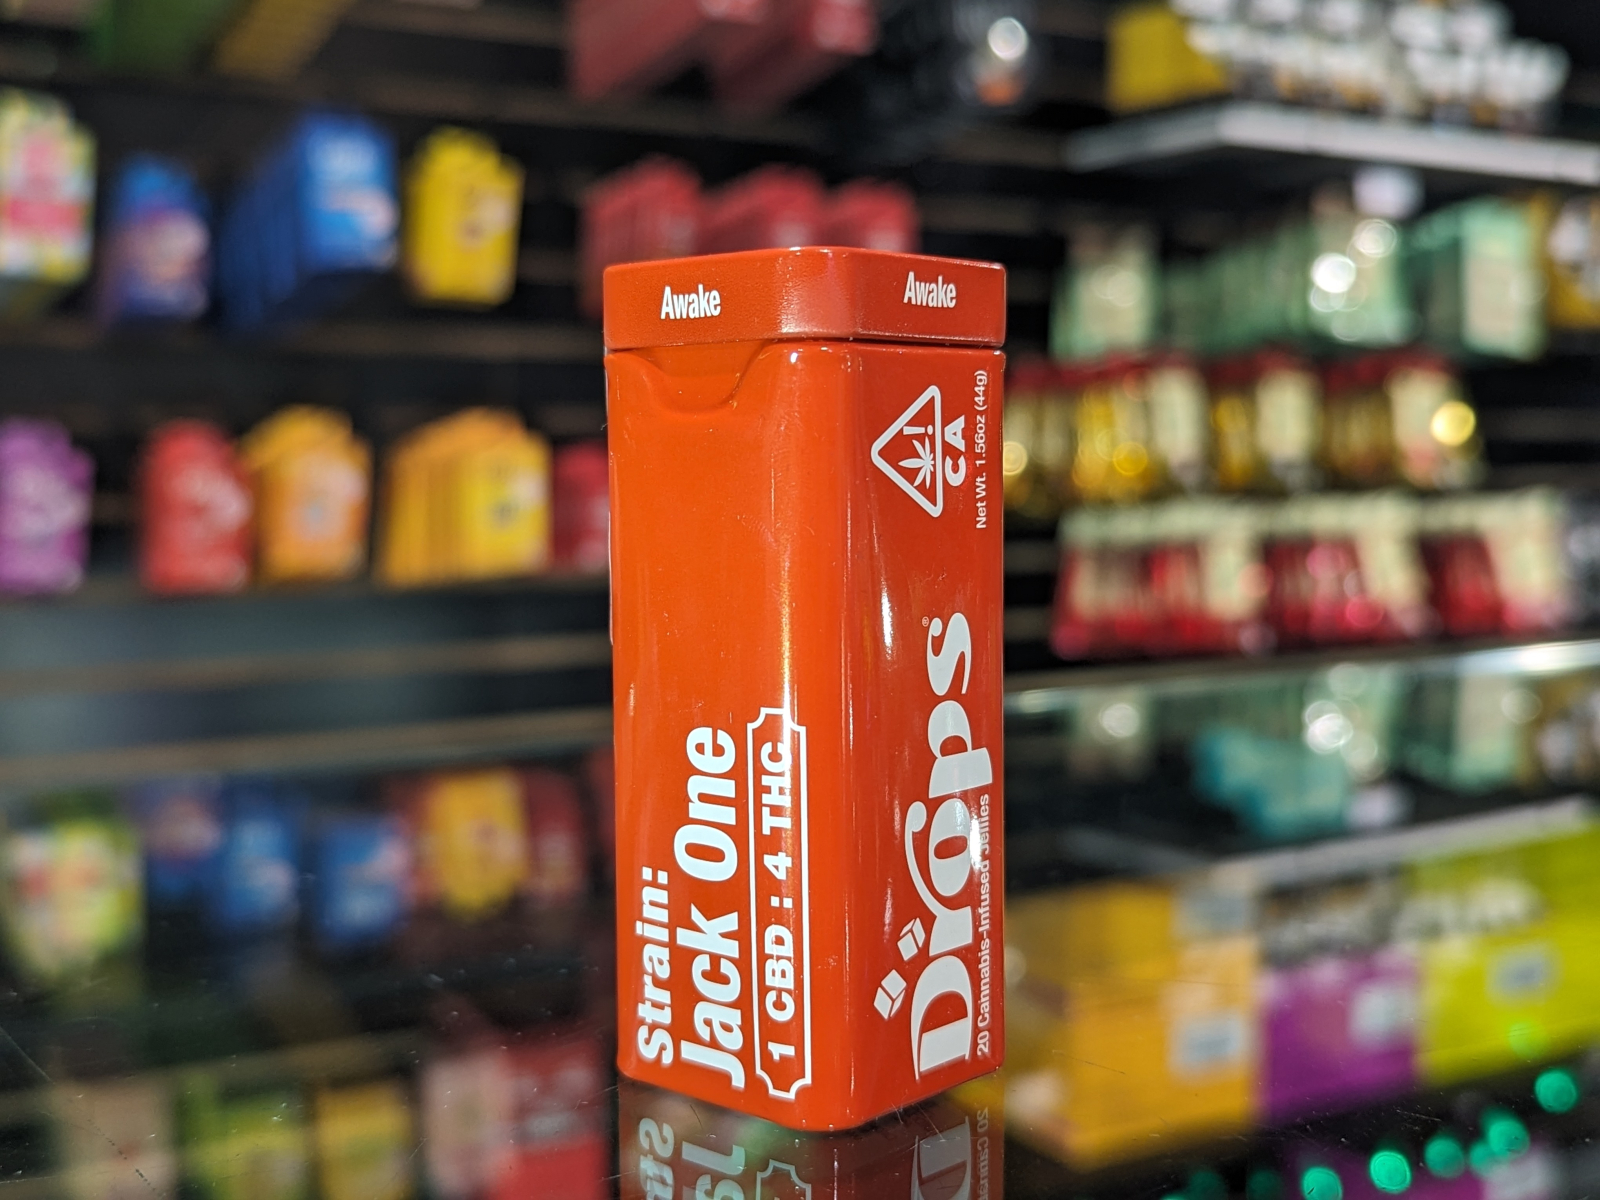 Awake
Awake
Strain:
Jack One
1 CBD : 4 THC
CA
Net Wt. 1.56oz (44g)
Drops®
20 Cannabis-Infused Jellies